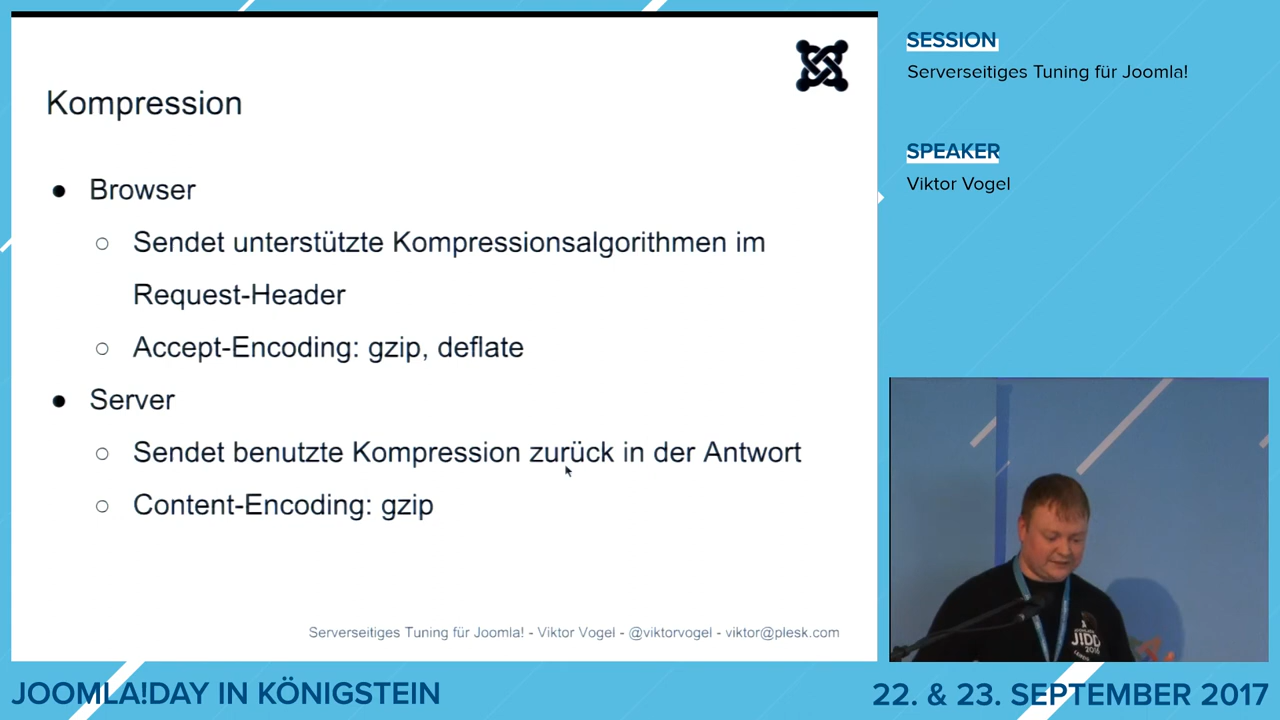 Kompression
● Browser
○ Sendet unterstützte Kompressionsalgorithmen im
Request-Header
○ Accept-Encoding: gzip, deflate
● Server
○ Sendet benutzte Kompression zurück in der Antwort
○ Content-Encoding: gzip
Serverseitiges Tuning für Joomla! - Viktor Vogel - @viktorvogel - viktor@plesk.com
SESSION
Serverseitiges Tuning für Joomla!
SPEAKER
Viktor Vogel
J!DD
JOOMLA!DAY IN KÖNIGSTEIN
22. & 23. SEPTEMBER 2017